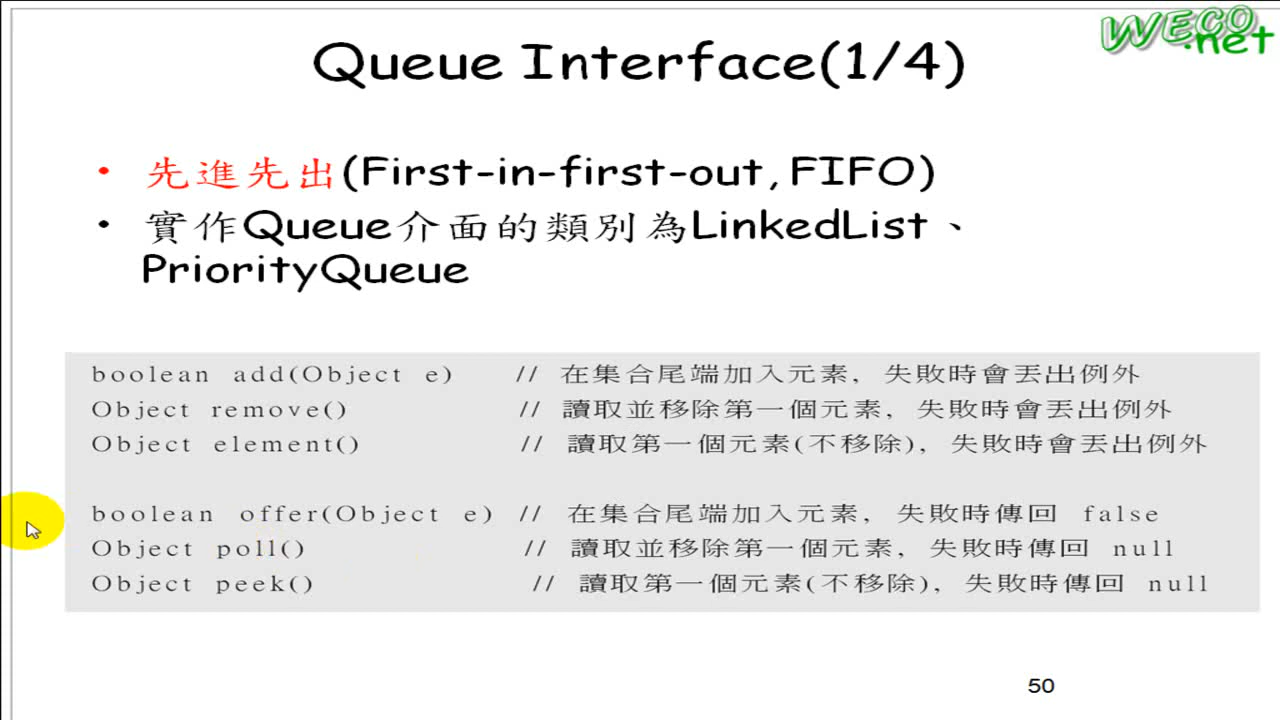 WECO.net
Queue Interface(1/4)
• 先進先出(First-in-first-out,FIFO)
• 實作Queue介面的類別為LinkedList、
PriorityQueue
boolean add(Object e) // 在集合尾端加入元素, 失敗時會丟出例外
Object remove() // 讀取並移除第一個元素, 失敗時會丟出例外
Object element() // 讀取第一個元素(不移除), 失敗時會丟出例外
boolean offer(Object e) // 在集合尾端加入元素, 失敗時傳回 false
Object poll() // 讀取並移除第一個元素, 失敗時傳回 null
Object peek() // 讀取第一個元素(不移除), 失敗時傳回 null
50